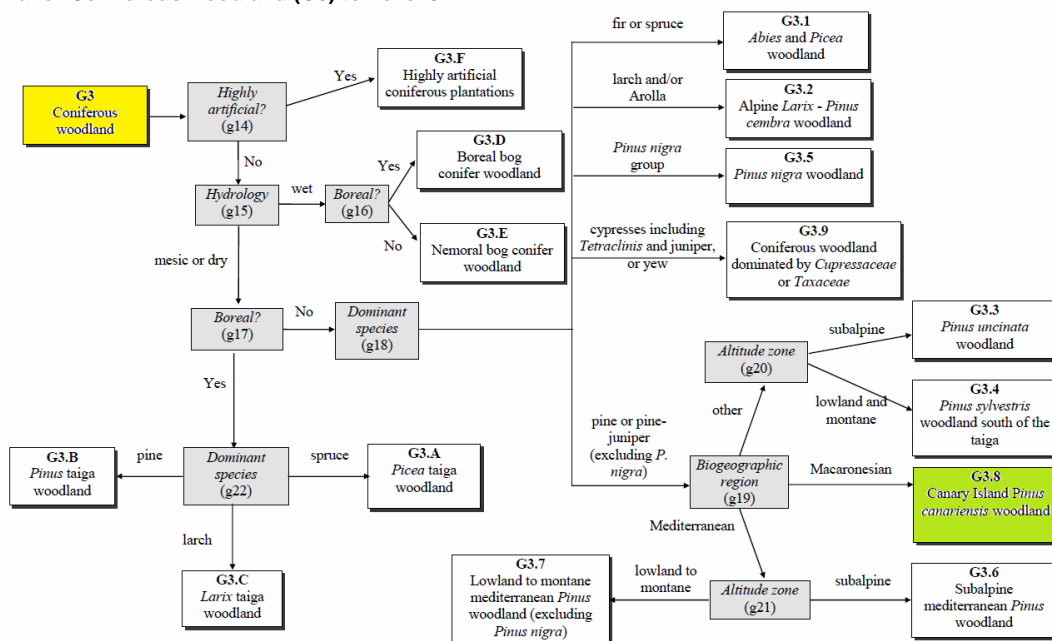 G3
Coniferous
woodland
Highly
artificial?
(g14)
Yes
G3.F
Highly artificial
coniferous plantations
No
Hydrology
(g15)
wet
Boreal?
(g16)
Yes
G3.D
Boreal bog
conifer woodland
No
G3.E
Nemoral bog conifer
woodland
mesic or dry
Boreal?
(g17)
No
Dominant
species
(g18)
Yes
Dominant
species
(g22)
pine
G3.B
Pinus taiga
woodland
spruce
G3.A
Picea taiga
woodland
larch
G3.C
Larix taiga
woodland
fir or spruce
G3.1
Abies and Picea
woodland
larch and/or
Arolla
G3.2
Alpine Larix - Pinus
cembra woodland
Pinus nigra
group
G3.5
Pinus nigra woodland
cypresses including
Tetraclinis and juniper,
or yew
G3.9
Coniferous woodland
dominated by Cupressaceae
or Taxaceae
pine or pine-
juniper
(excluding P.
nigra)
Biogeographic
region
(g19)
other
Altitude zone
(g20)
subalpine
G3.3
Pinus uncinata
woodland
lowland and
montane
G3.4
Pinus sylvestris
woodland south of the
taiga
Macaronesian
G3.8
Canary Island Pinus
canariensis woodland
Mediterranean
Altitude zone
(g21)
lowland to
montane
G3.7
Lowland to montane
mediterranean Pinus
woodland (excluding
Pinus nigra)
subalpine
G3.6
Subalpine
mediterranean Pinus
woodland